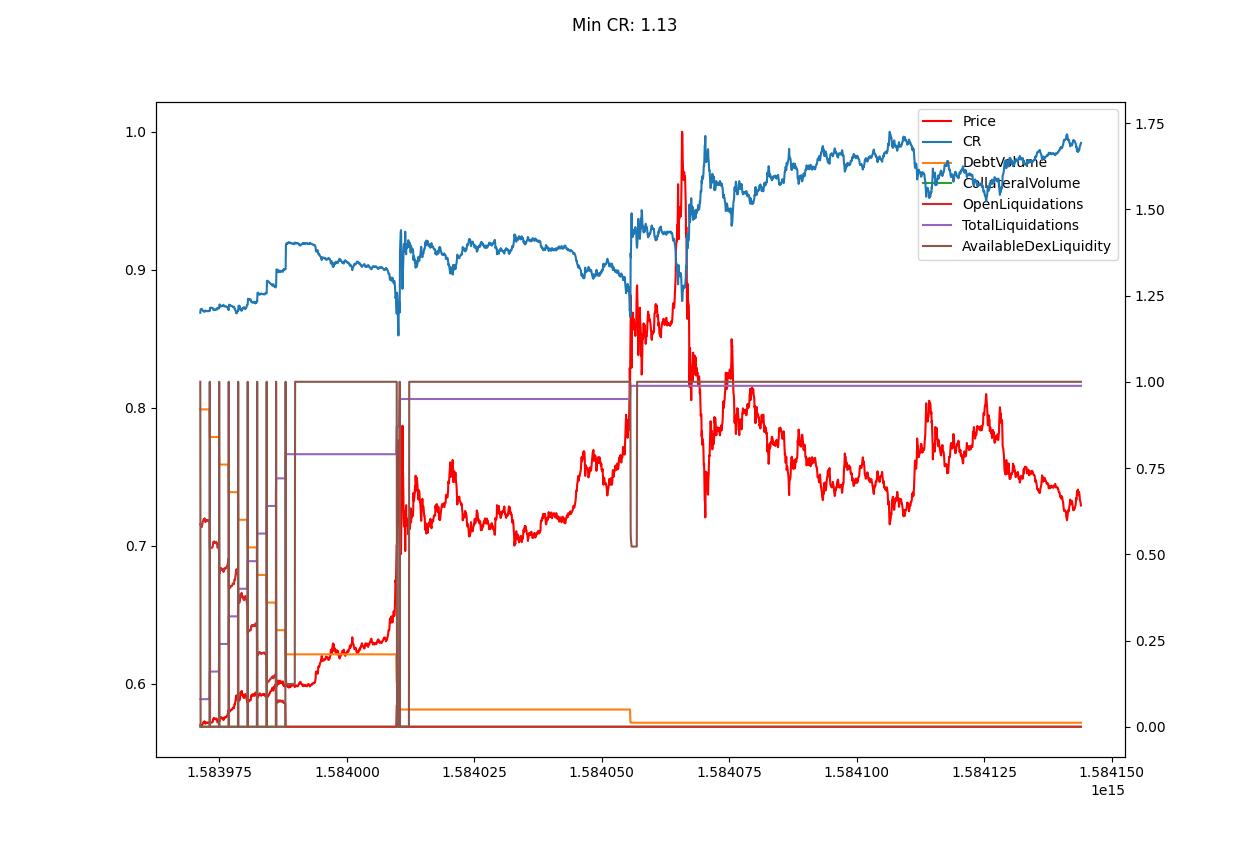 Min CR: 1.13
Price
CR
DebtVolume
CollateralVolume
OpenLiquidations
TotalLiquidations
AvailableDexLiquidity
1.0
0.9
0.8
0.7
0.6
1.75
1.50
1.25
1.00
0.75
0.50
0.25
0.00
1.583975 1.584000 1.584025 1.584050 1.584075 1.584100 1.584125 1.584150
1e15